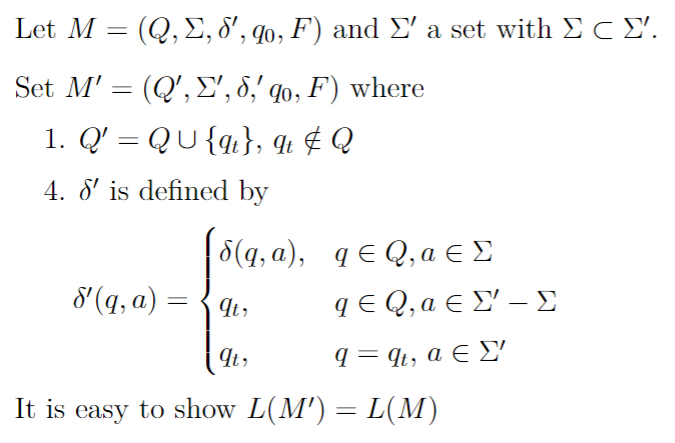 Let M = (Q, Σ, δ′, q₀, F) and Σ′ a set with Σ ⊂ Σ′.
Set M′ = (Q′, Σ′, δ,′ q₀, F) where
1. Q′ = Q ∪ {qₜ}, qₜ ∉ Q
4. δ′ is defined by
δ′(q, a) = { δ(q, a), q ∈ Q, a ∈ Σ
qₜ, q ∈ Q, a ∈ Σ′ − Σ
qₜ, q = qₜ, a ∈ Σ′
It is easy to show L(M′) = L(M)